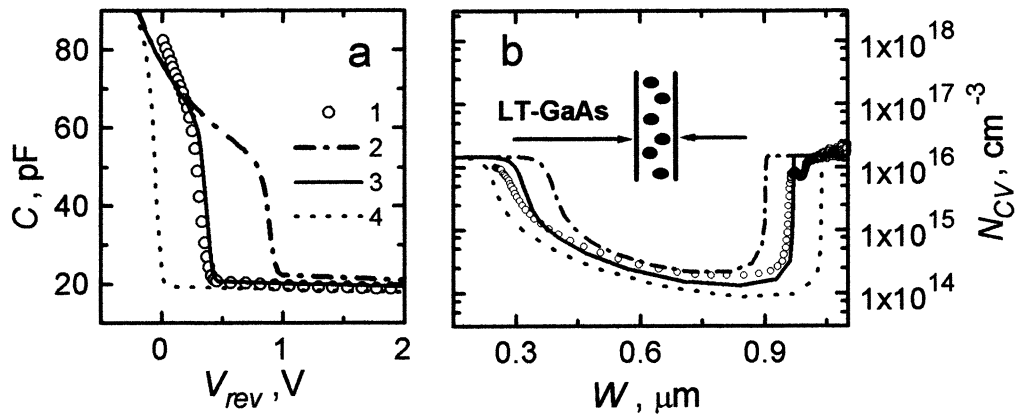 80
60
40
20
C, pF
a
1
2
3
4
0
1
2
V_rev, V
b
LT-GaAs
1x10^18
1x10^17
1x10^16
1x10^15
1x10^14
N_CV, cm^-3
0.3
0.6
0.9
W, μm